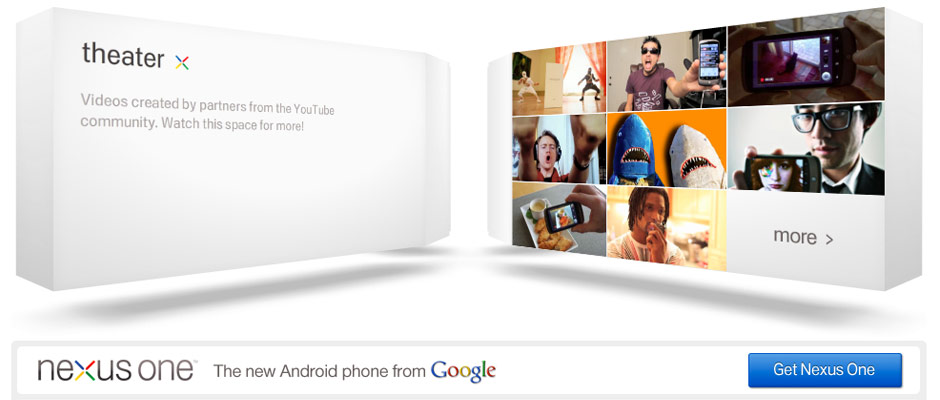 theater
Videos created by partners from the YouTube
community. Watch this space for more!
more >
nexus one™ The new Android phone from Google
Get Nexus One